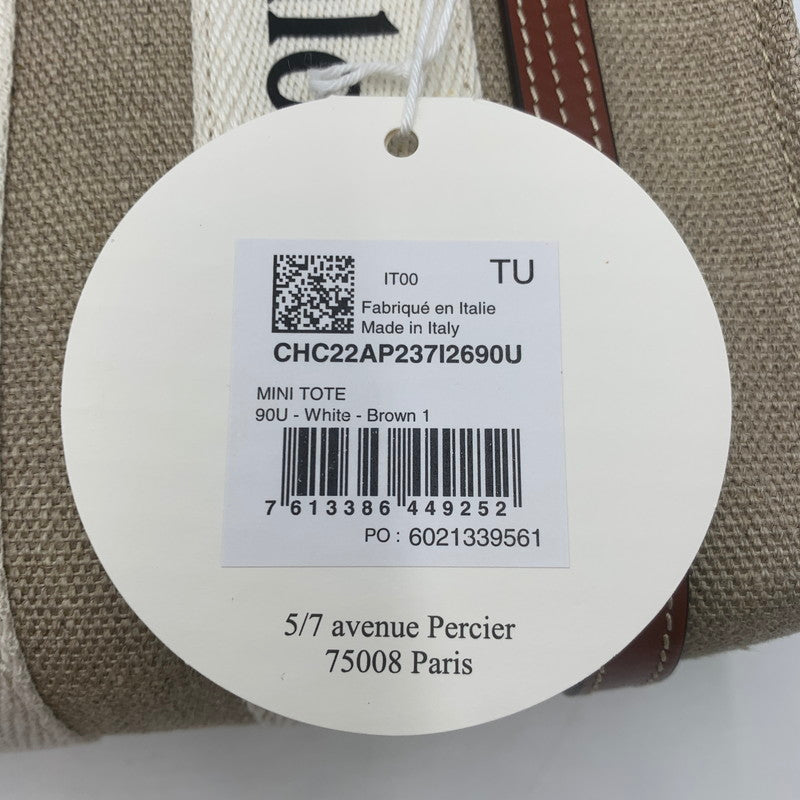 IT00
TU
Fabriqué en Italie
Made in Italy
CHC22AP237I2690U
MINI TOTE
90U - White - Brown 1
7 613386 449252
PO : 6021339561
5/7 avenue Percier
75008 Paris